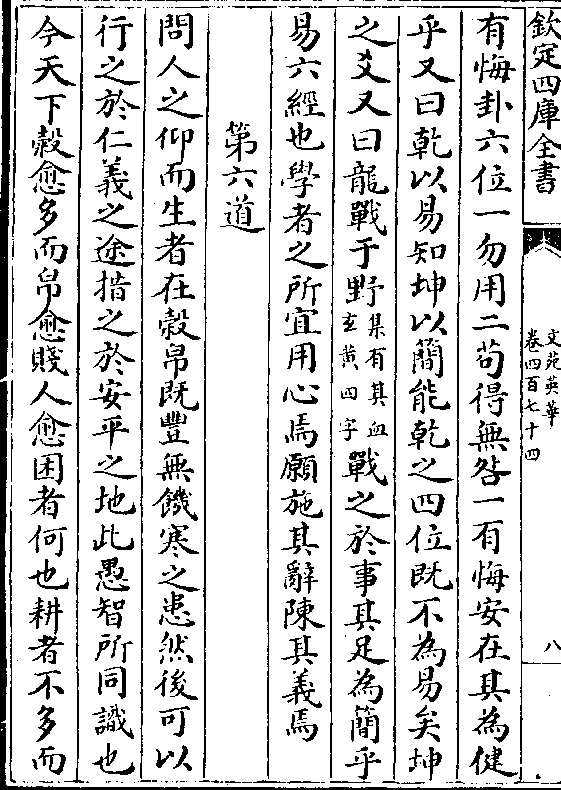 欽定四庫全書
文苑英華
卷四百七十四
八
有悔卦六位一勿用二苟得無咎一有悔安在其為健
乎又曰乾以易知坤以簡能乾之四位既不為易矣坤
之爻又曰龍戰于野集有其血玄黄四字戰之於事其足為簡乎
易六經也學者之所宜用心焉願施其辭陳其義焉
第六道
問人之仰而生者在榖帛既豐無饑寒之患然後可以
行之於仁義之途措之於安平之地此愚智所同識也
今天下榖愈多而帛愈賤人愈困者何也耕者不多而